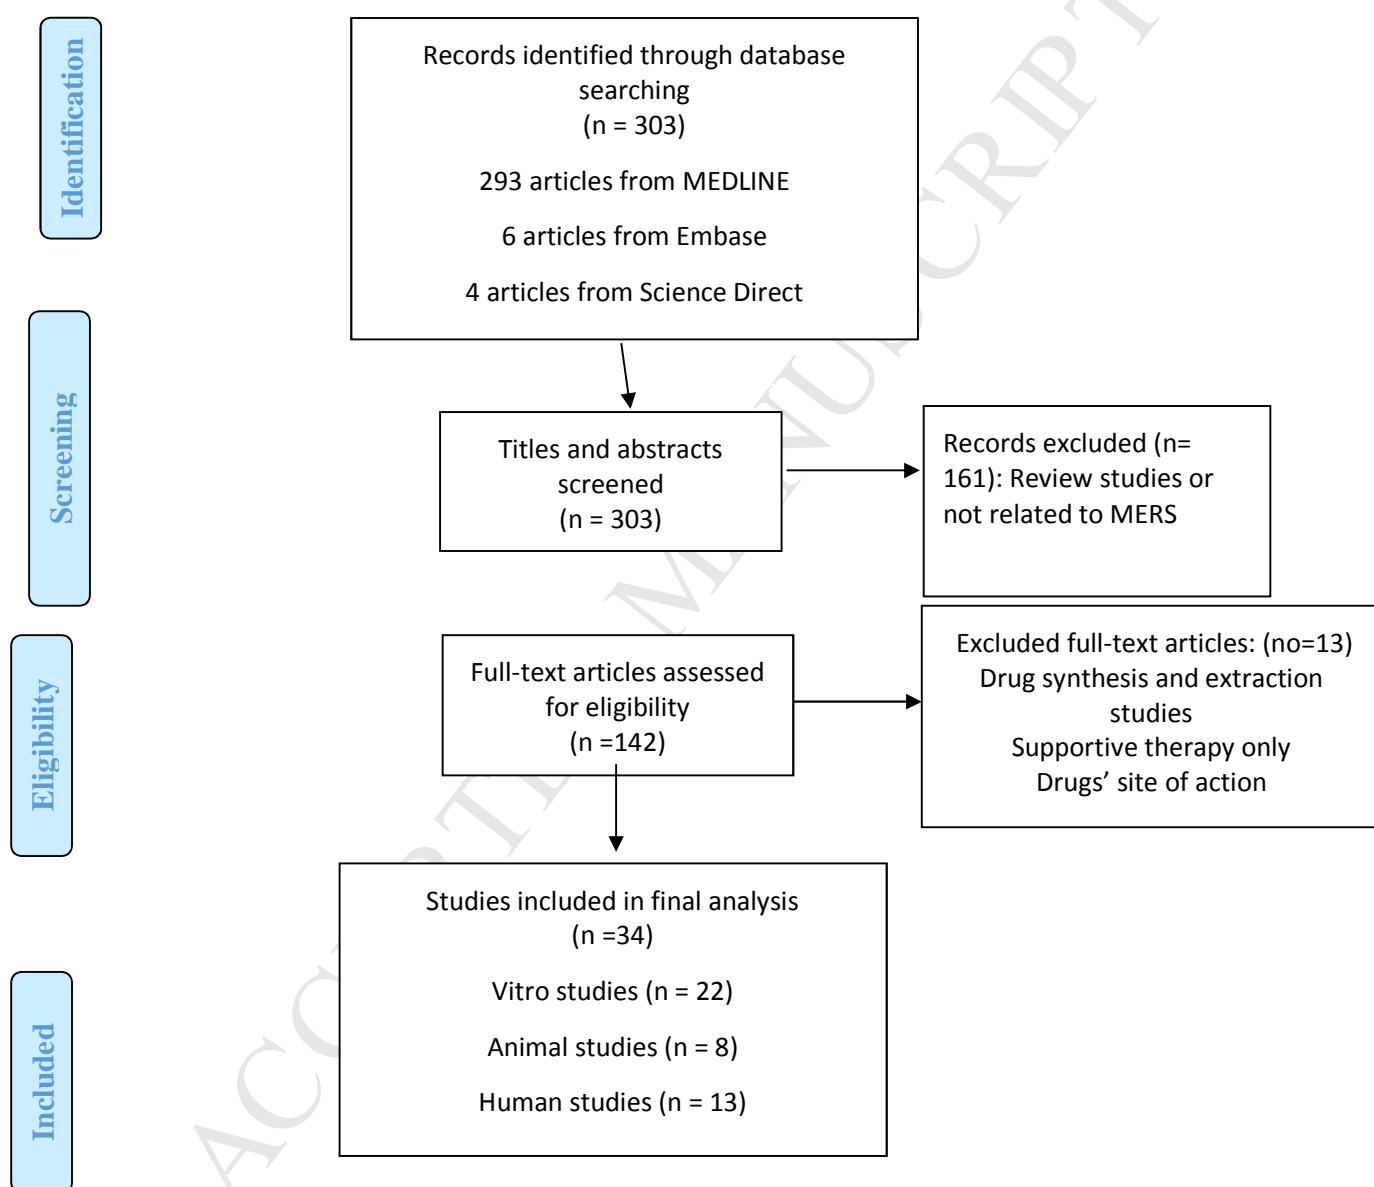 Identification
Records identified through database
searching
(n = 303)
293 articles from MEDLINE
6 articles from Embase
4 articles from Science Direct
Screening
Titles and abstracts
screened
(n = 303)
Records excluded (n=
161): Review studies or
not related to MERS
Eligibility
Full-text articles assessed
for eligibility
(n =142)
Excluded full-text articles: (no=13)
Drug synthesis and extraction
studies
Supportive therapy only
Drugs’ site of action
Included
Studies included in final analysis
(n =34)
Vitro studies (n = 22)
Animal studies (n = 8)
Human studies (n = 13)
ACCEPTED MANUSCRIPT